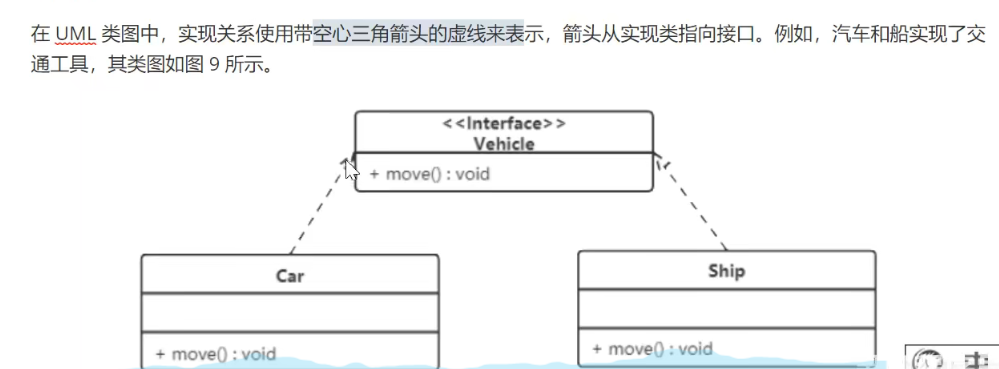 在 UML 类图中，实现关系使用带空心三角箭头的虚线来表示，箭头从实现类指向接口。例如，汽车和船实现了交
通工具，其类图如图 9 所示。
<<Interface>>
Vehicle
+ move() : void
Car
Ship
+ move() : void
+ move() : void